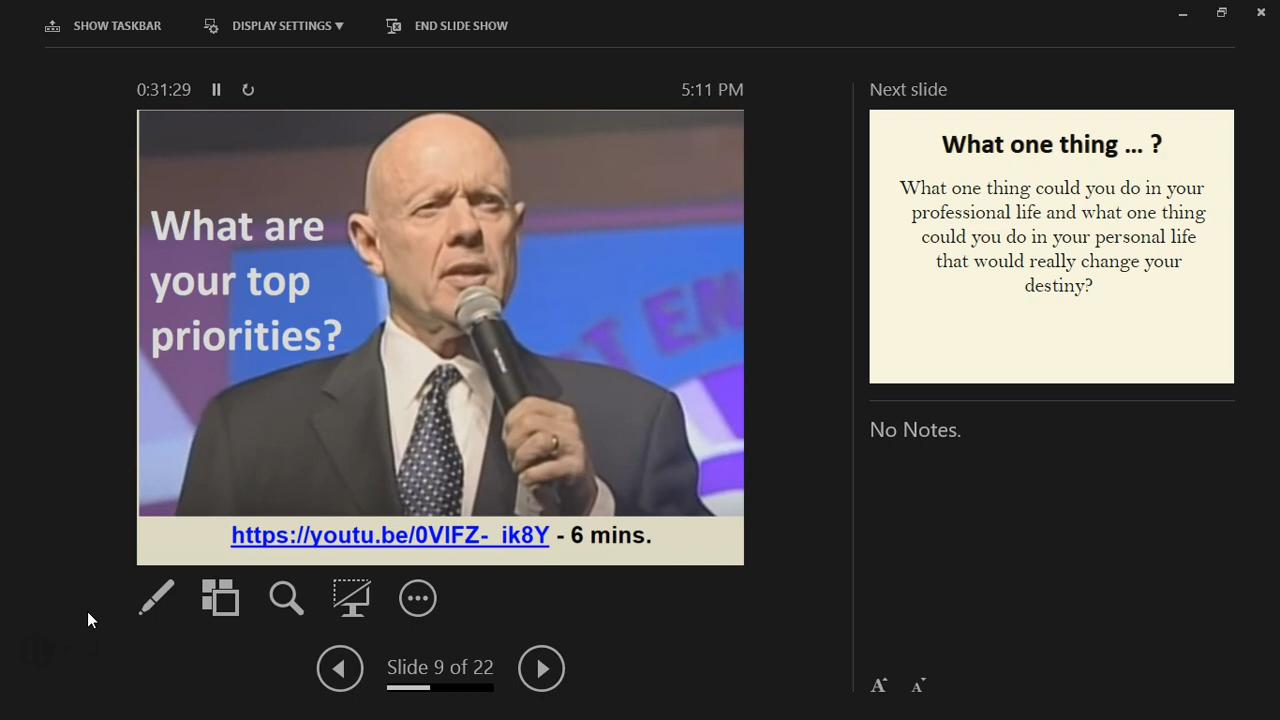 SHOW TASKBAR
DISPLAY SETTINGS ▼
END SLIDE SHOW
0:31:29
5:11 PM
What are
your top
priorities?
https://youtu.be/0VIFZ-_ik8Y - 6 mins.
Slide 9 of 22
Next slide
What one thing ... ?
What one thing could you do in your
professional life and what one thing
could you do in your personal life
that would really change your
destiny?
No Notes.
A
A